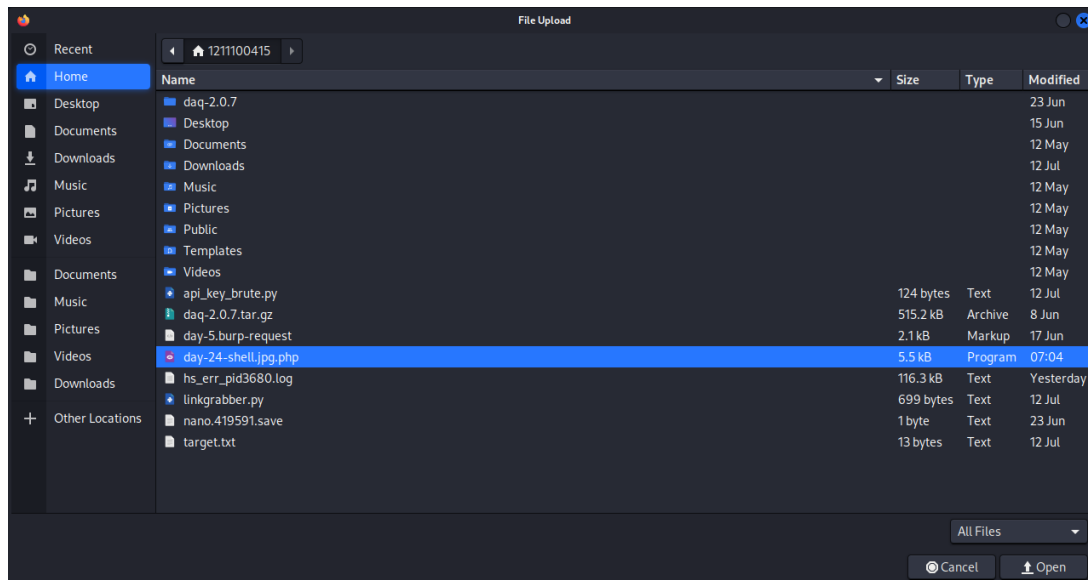 File Upload
Recent
Home
Desktop
Documents
Downloads
Music
Pictures
Videos
Documents
Music
Pictures
Videos
Downloads
Other Locations
1211100415
Name Size Type Modified
daq-2.0.7 23 Jun
Desktop 15 Jun
Documents 12 May
Downloads 12 Jul
Music 12 May
Pictures 12 May
Public 12 May
Templates 12 May
Videos 12 May
api_key_brute.py 124 bytes Text 12 Jul
daq-2.0.7.tar.gz 515.2 kB Archive 8 Jun
day-5.burp-request 2.1 kB Markup 17 Jun
day-24-shell.jpg.php 5.5 kB Program 07:04
hs_err_pid3680.log 116.3 kB Text Yesterday
linkgrabber.py 699 bytes Text 12 Jul
nano.419591.save 1 byte Text 23 Jun
target.txt 13 bytes Text 12 Jul
All Files
Cancel Open